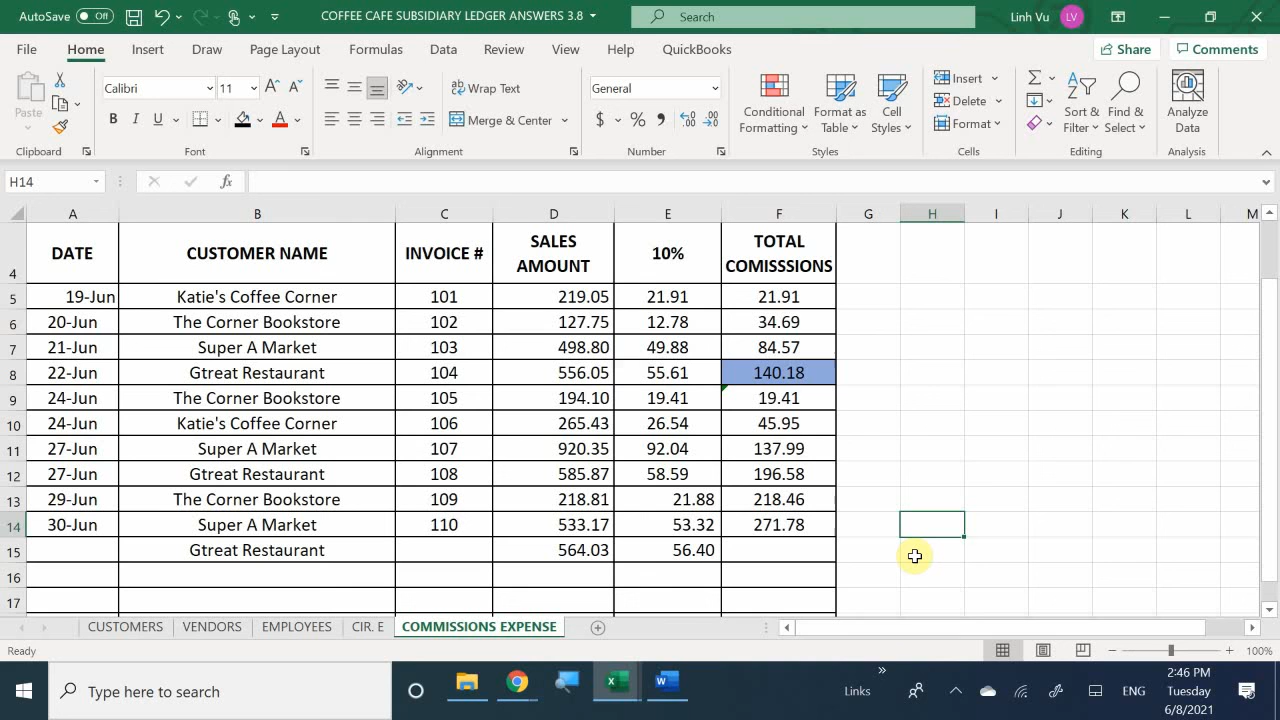 AutoSave Off COFFEE CAFE SUBSIDIARY LEDGER ANSWERS 3.8 Search Linh Vu LV
File Home Insert Draw Page Layout Formulas Data Review View Help QuickBooks Share Comments
Paste Calibri 11 Wrap Text General Conditional Formatting Format as Table Cell Styles Insert Sort & Filter Find & Select Analyze Data
B I U Merge & Center $ % Delete
Format
Clipboard Font Alignment Number Styles Cells Editing Analysis
H14 fx
A B C D E F G H I J K L M
4 DATE CUSTOMER NAME INVOICE # SALES AMOUNT 10% TOTAL COMISSSIONS
5 19-Jun Katie's Coffee Corner 101 219.05 21.91 21.91
6 20-Jun The Corner Bookstore 102 127.75 12.78 34.69
7 21-Jun Super A Market 103 498.80 49.88 84.57
8 22-Jun Gtreat Restaurant 104 556.05 55.61 140.18
9 24-Jun The Corner Bookstore 105 194.10 19.41 19.41
10 24-Jun Katie's Coffee Corner 106 265.43 26.54 45.95
11 27-Jun Super A Market 107 920.35 92.04 137.99
12 27-Jun Gtreat Restaurant 108 585.87 58.59 196.58
13 29-Jun The Corner Bookstore 109 218.81 21.88 218.46
14 30-Jun Super A Market 110 533.17 53.32 271.78
15 Gtreat Restaurant 564.03 56.40
16
17
CUSTOMERS VENDORS EMPLOYEES CIR. E COMMISSIONS EXPENSE
Ready 100%
Type here to search Links ENG 2:46 PM
Tuesday
6/8/2021